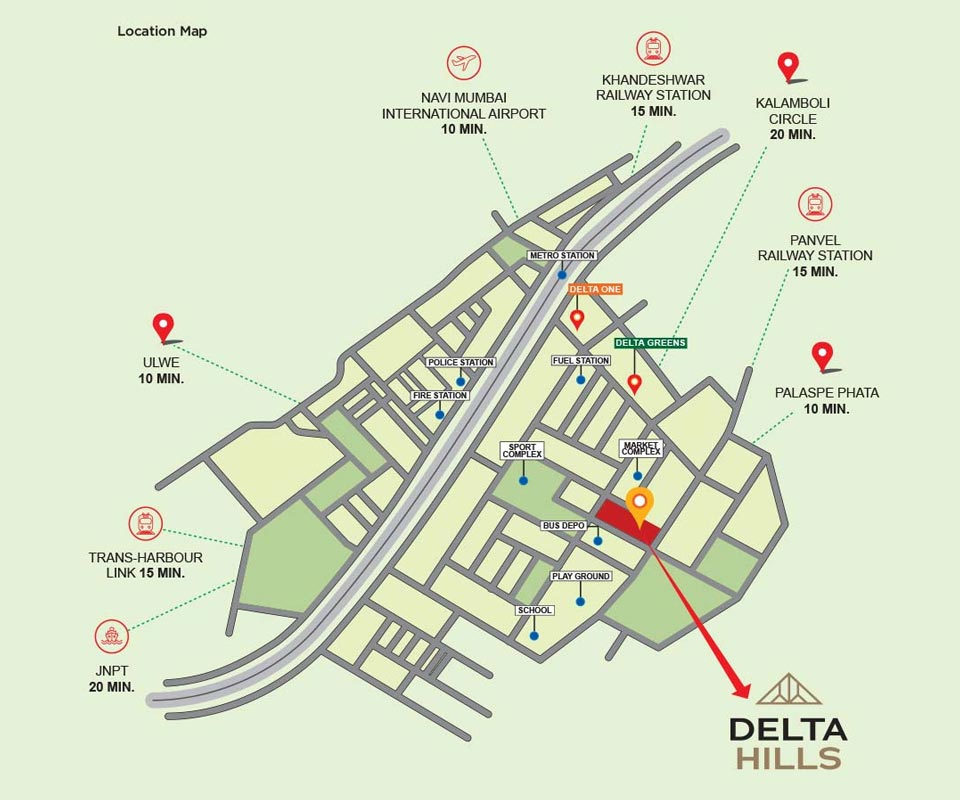 Location Map
NAVI MUMBAI
INTERNATIONAL AIRPORT
10 MIN.
KHANDESHWAR
RAILWAY STATION
15 MIN.
KALAMBOLI
CIRCLE
20 MIN.
PANVEL
RAILWAY STATION
15 MIN.
METRO STATION
DELTA ONE
ULWE
10 MIN.
POLICE STATION
FIRE STATION
FUEL STATION
DELTA GREENS
PALASPE PHATA
10 MIN.
SPORT
COMPLEX
MARKET
COMPLEX
BUS DEPO
TRANS-HARBOUR
LINK 15 MIN.
PLAY GROUND
SCHOOL
JNPT
20 MIN.
DELTA
HILLS